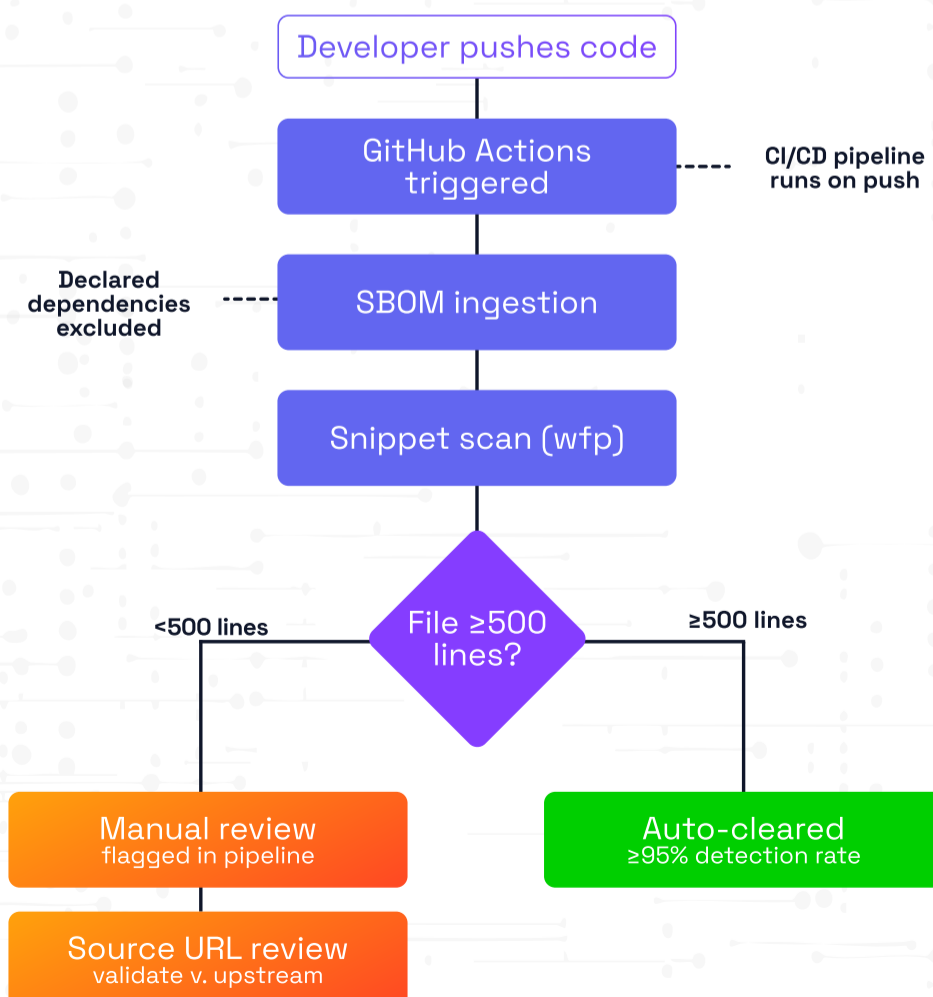 Developer pushes code
GitHub Actions
triggered
CI/CD pipeline
runs on push
Declared
dependencies
excluded
SBOM ingestion
Snippet scan (wfp)
File ≥500
lines?
<500 lines
≥500 lines
Manual review
flagged in pipeline
Auto-cleared
≥95% detection rate
Source URL review
validate v. upstream